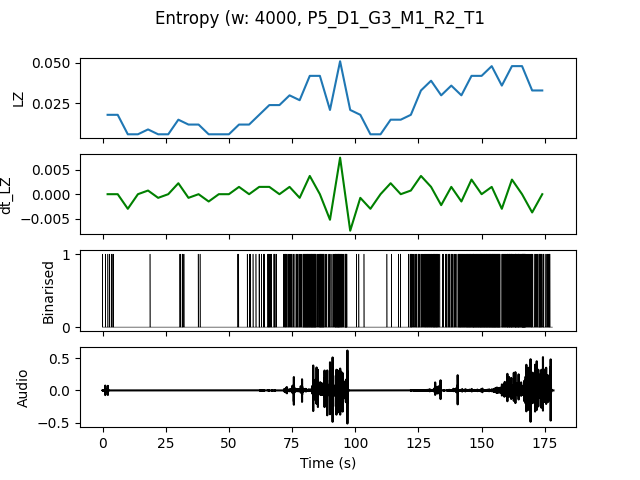 Entropy (w: 4000, P5_D1_G3_M1_R2_T1
0.050
0.025
LZ
0.005
0.000
−0.005
dt_LZ
1
0
Binarised
0.5
0.0
−0.5
Audio
0 25 50 75 100 125 150 175
Time (s)